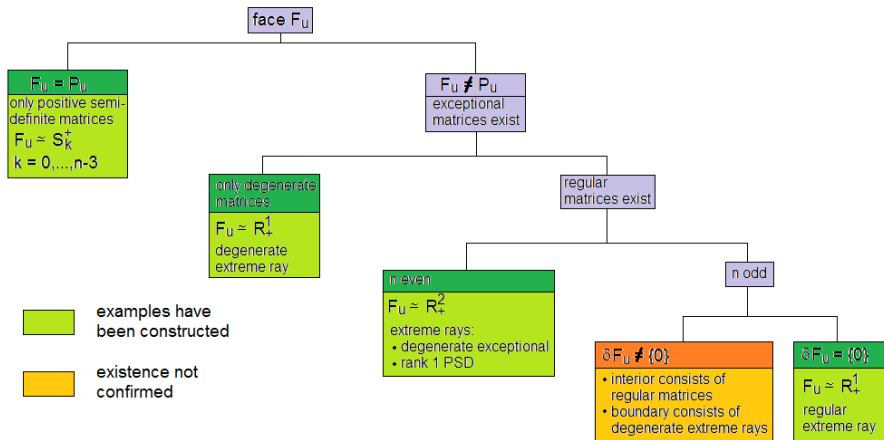 face Fu
Fu = Pu
only positive semi-
definite matrices
Fu ≃ S+k
k = 0,...,n-3
Fu ≠ Pu
exceptional
matrices exist
only degenerate
matrices
Fu ≃ R1+
degenerate
extreme ray
regular
matrices exist
n even
Fu ≃ R2+
extreme rays:
• degenerate exceptional
• rank 1 PSD
n odd
δFu ≠ {0}
• interior consists of
regular matrices
• boundary consists of
degenerate extreme rays
δFu = {0}
Fu ≃ R1+
regular
extreme ray
examples have
been constructed
existence not
confirmed